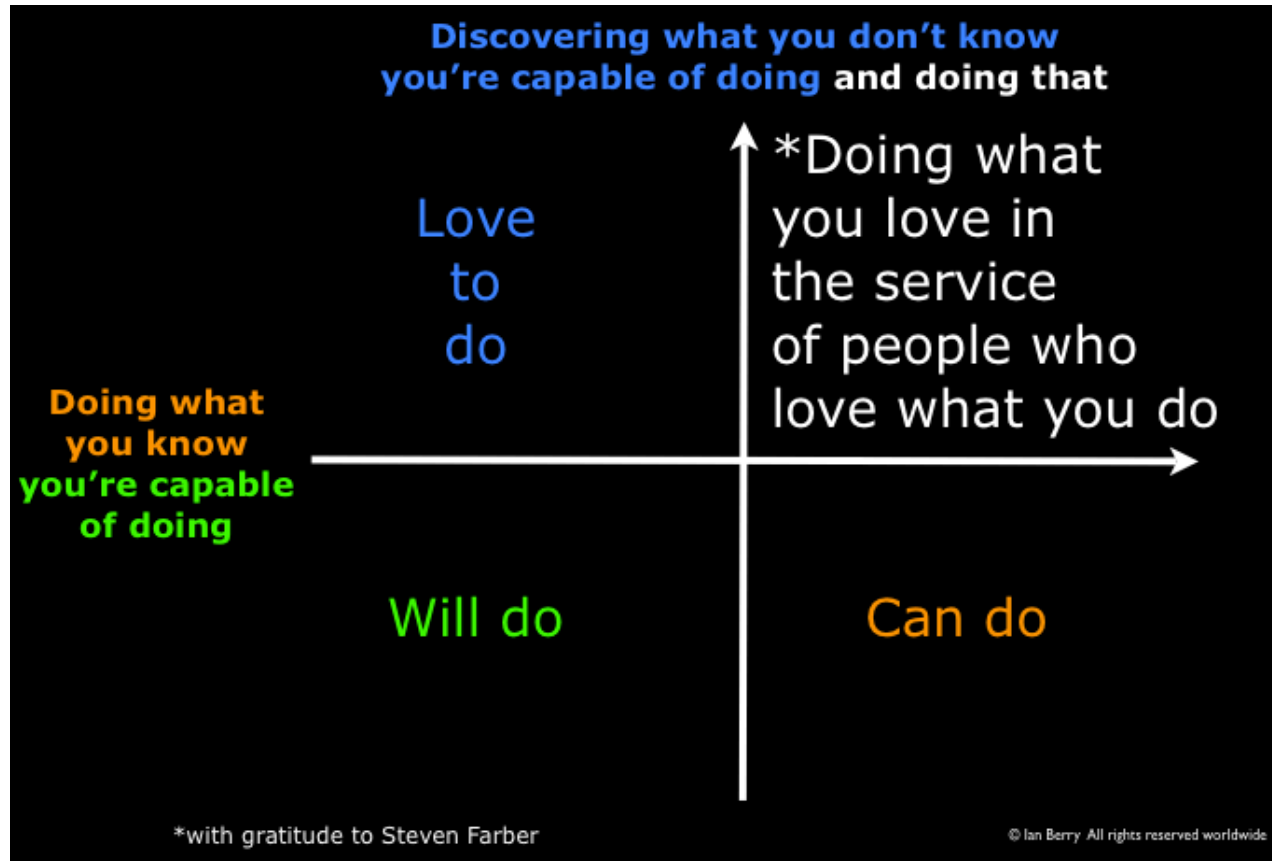 Discovering what you don’t know
you’re capable of doing and doing that
*Doing what
you love in
the service
of people who
love what you do
Love
to
do
Doing what
you know
you’re capable
of doing
Will do
Can do
*with gratitude to Steven Farber
© Ian Berry All rights reserved worldwide